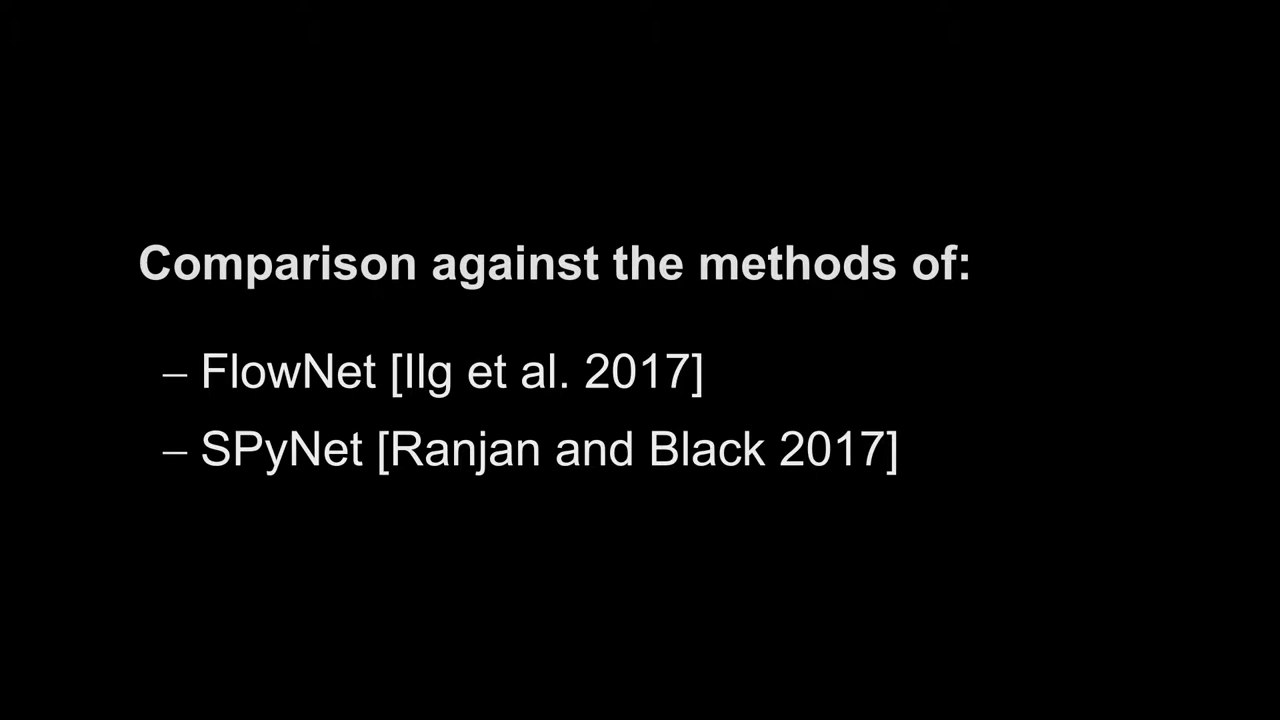 Comparison against the methods of:
– FlowNet [Ilg et al. 2017]
– SPyNet [Ranjan and Black 2017]